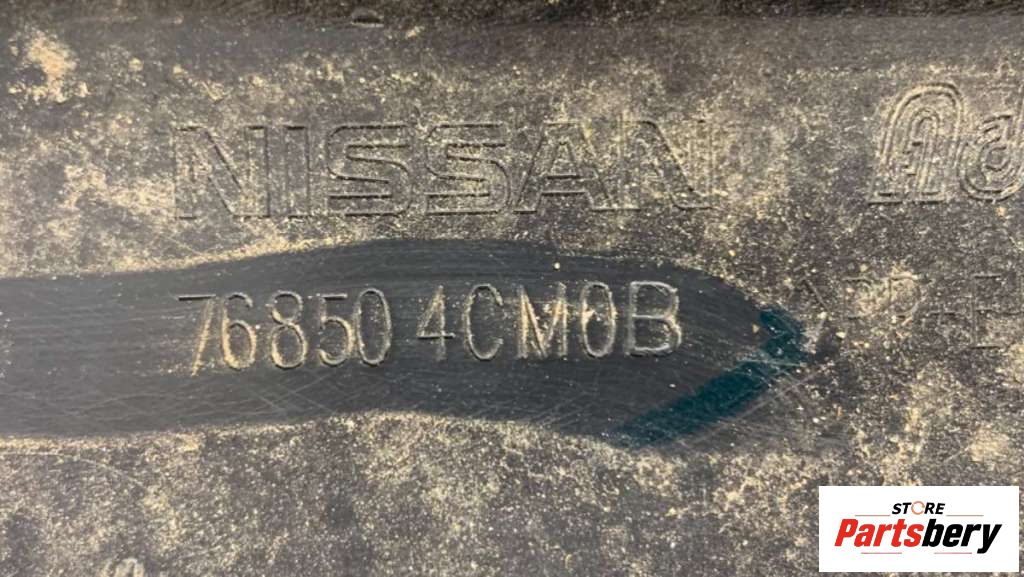 NISSAN
76850 4CM0B
STORE
Partsbery